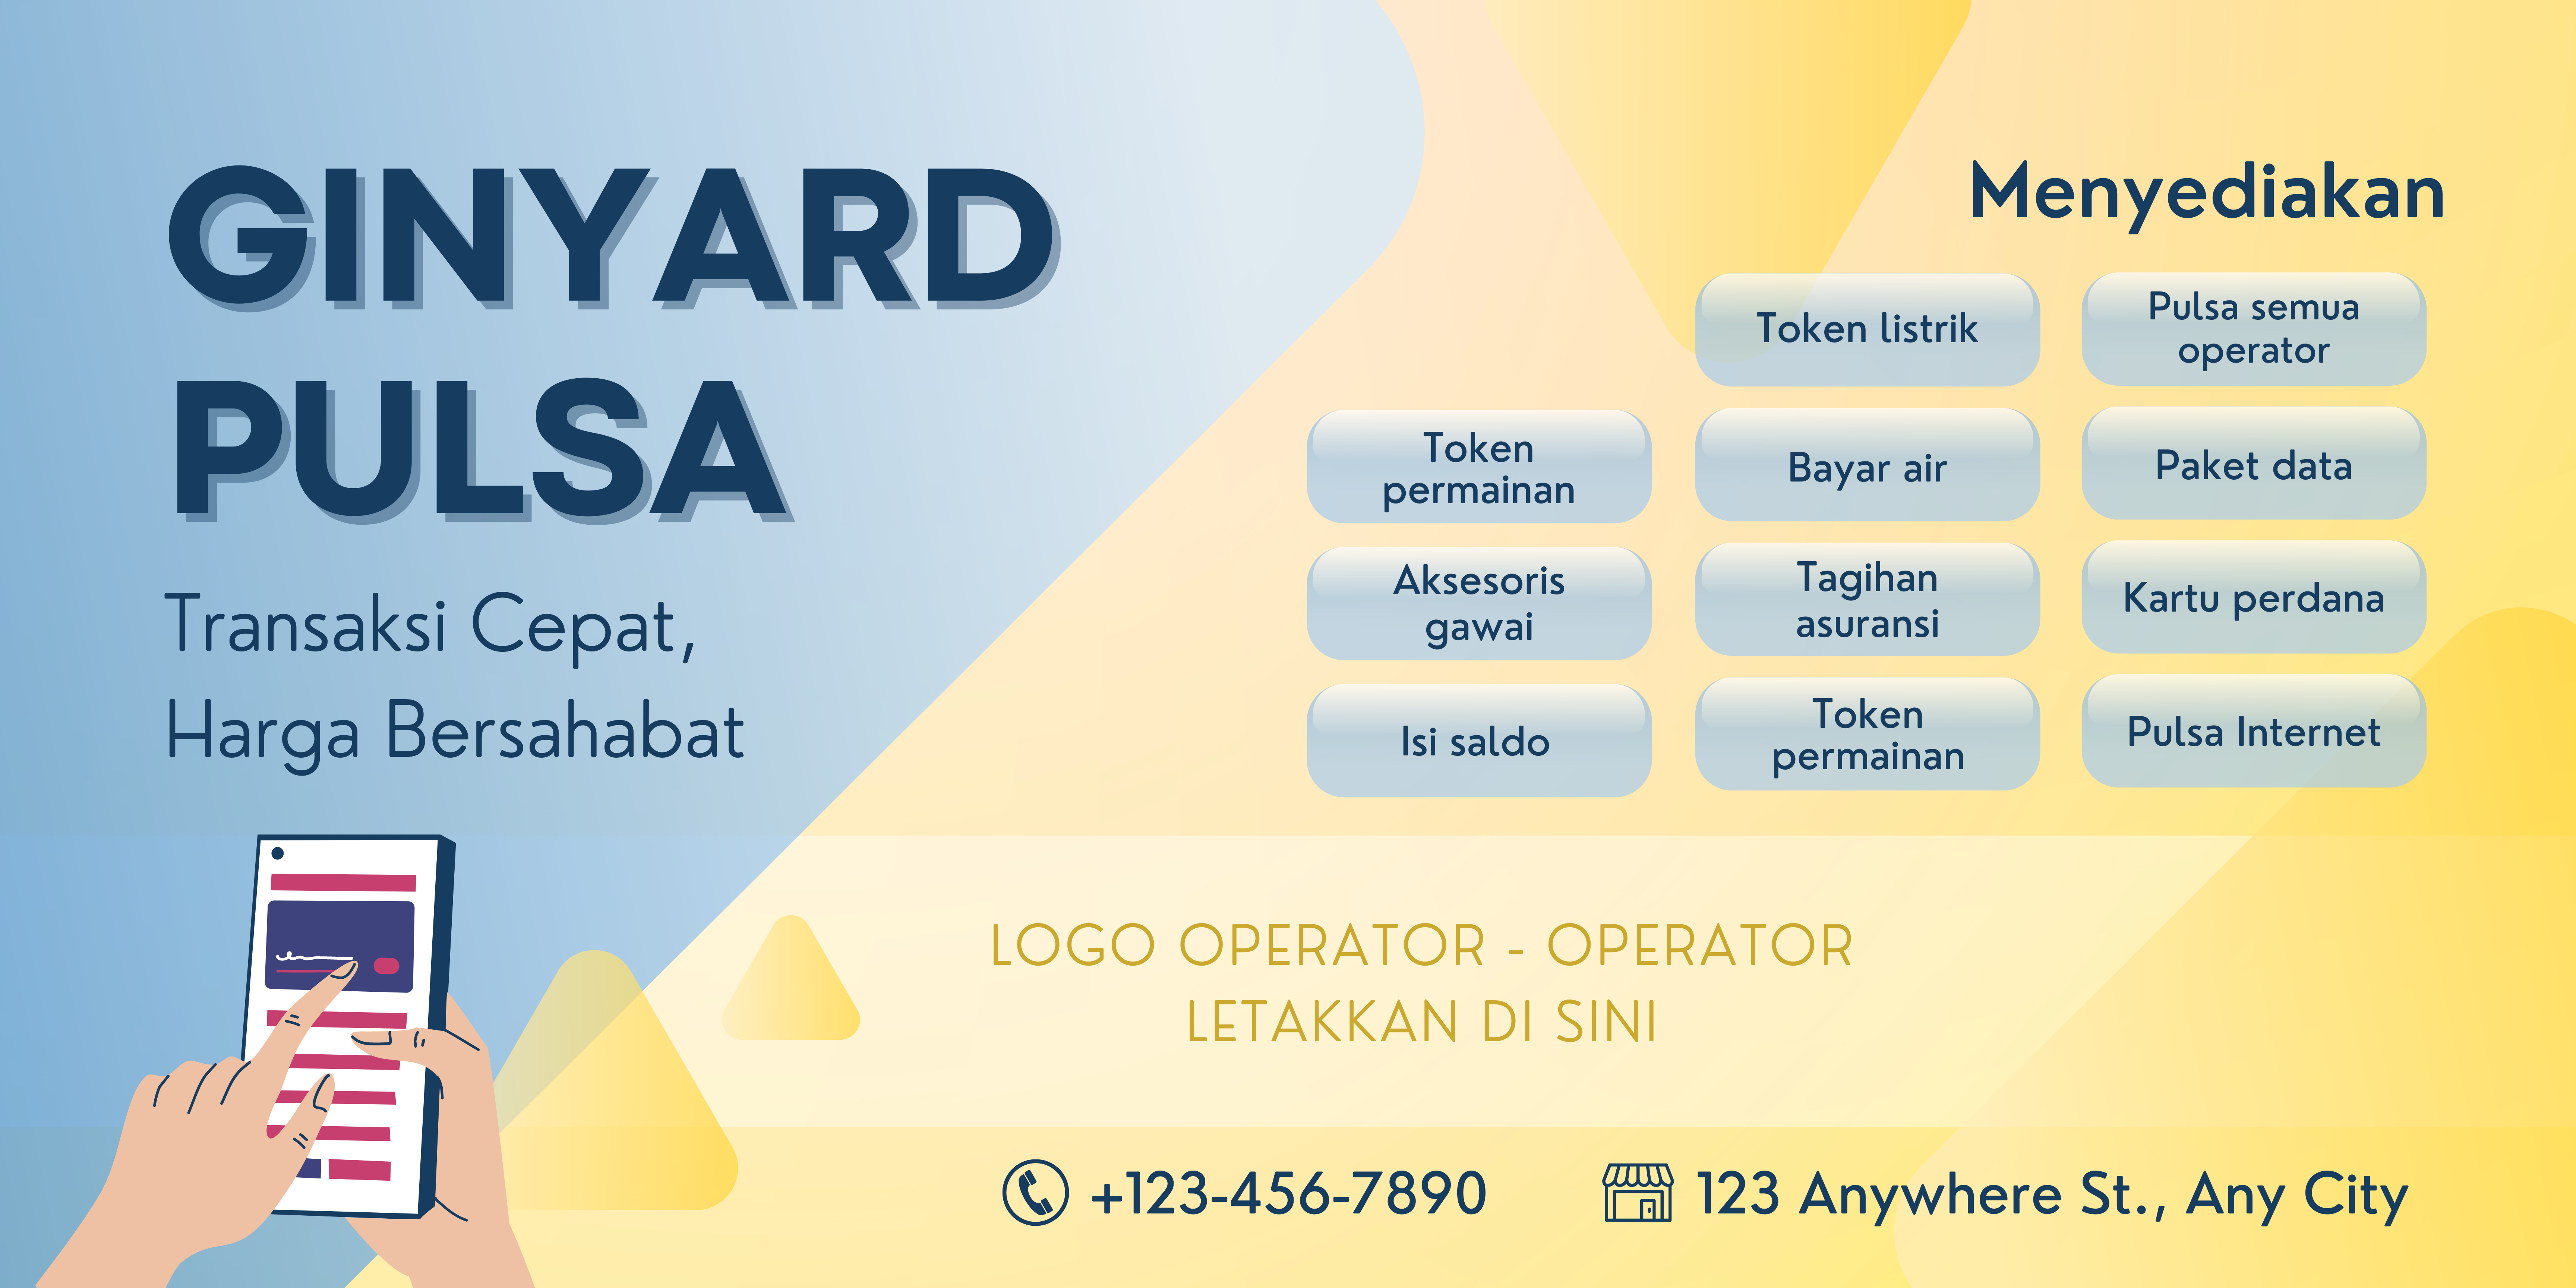 GINYARD
PULSA
Transaksi Cepat,
Harga Bersahabat
Menyediakan
Token listrik
Pulsa semua
operator
Token
permainan
Bayar air
Paket data
Aksesoris
gawai
Tagihan
asuransi
Kartu perdana
Isi saldo
Token
permainan
Pulsa Internet
LOGO OPERATOR - OPERATOR
LETAKKAN DI SINI
+123-456-7890
123 Anywhere St., Any City